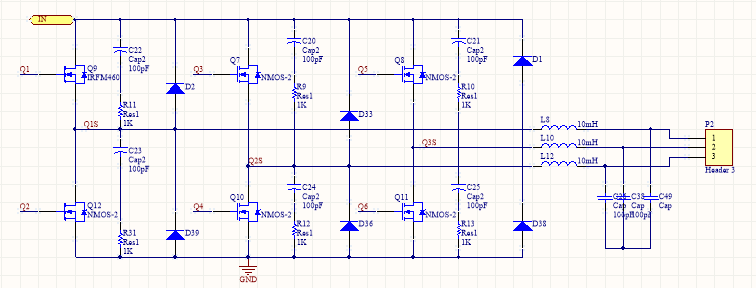 IN
C22
Cap2
100pF
C20
Cap2
100pF
C21
Cap2
100pF
Q1
Q9
IRFM460
Q3
Q7
NMOS-2
Q5
Q8
NMOS-2
D1
D2
R11
Res1
1K
R9
Res1
1K
R10
Res1
1K
D33
Q1S
L8
10mH
P2
C23
Cap2
100pF
Q3S
L10
10mH
1
2
3
Q2S
L12
10mH
Header 3
C24
Cap2
100pF
C25
Cap2
100pF
Cap
100pF
C38
Cap
100pF
C49
Cap
Q2
Q12
NMOS-2
Q4
Q10
NMOS-2
Q6
Q11
NMOS-2
R31
Res1
1K
D39
R12
Res1
1K
D36
R13
Res1
1K
D38
GND